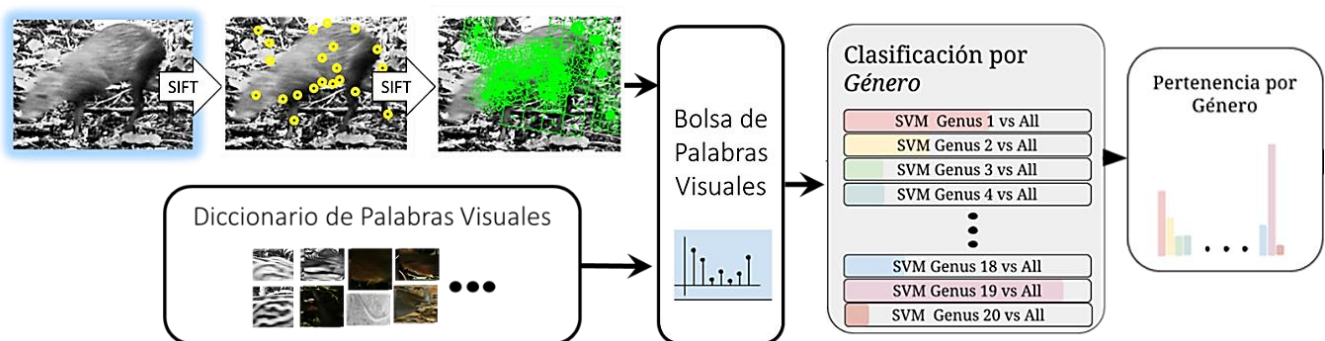 SIFT
SIFT
Diccionario de Palabras Visuales
Bolsa de
Palabras
Visuales
Clasificación por
Género
SVM Genus 1 vs All
SVM Genus 2 vs All
SVM Genus 3 vs All
SVM Genus 4 vs All
SVM Genus 18 vs All
SVM Genus 19 vs All
SVM Genus 20 vs All
Pertenencia por
Género